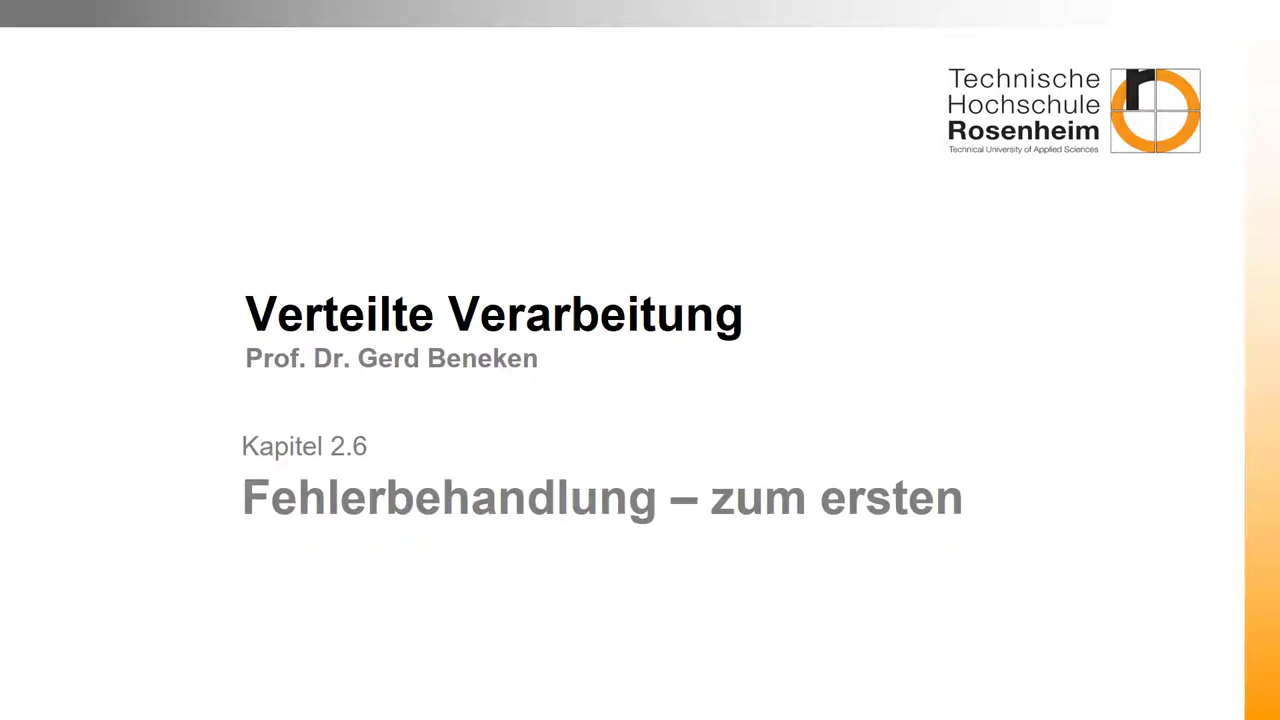 Technische
Hochschule
Rosenheim
Technical University of Applied Sciences
Verteilte Verarbeitung
Prof. Dr. Gerd Beneken
Kapitel 2.6
Fehlerbehandlung – zum ersten